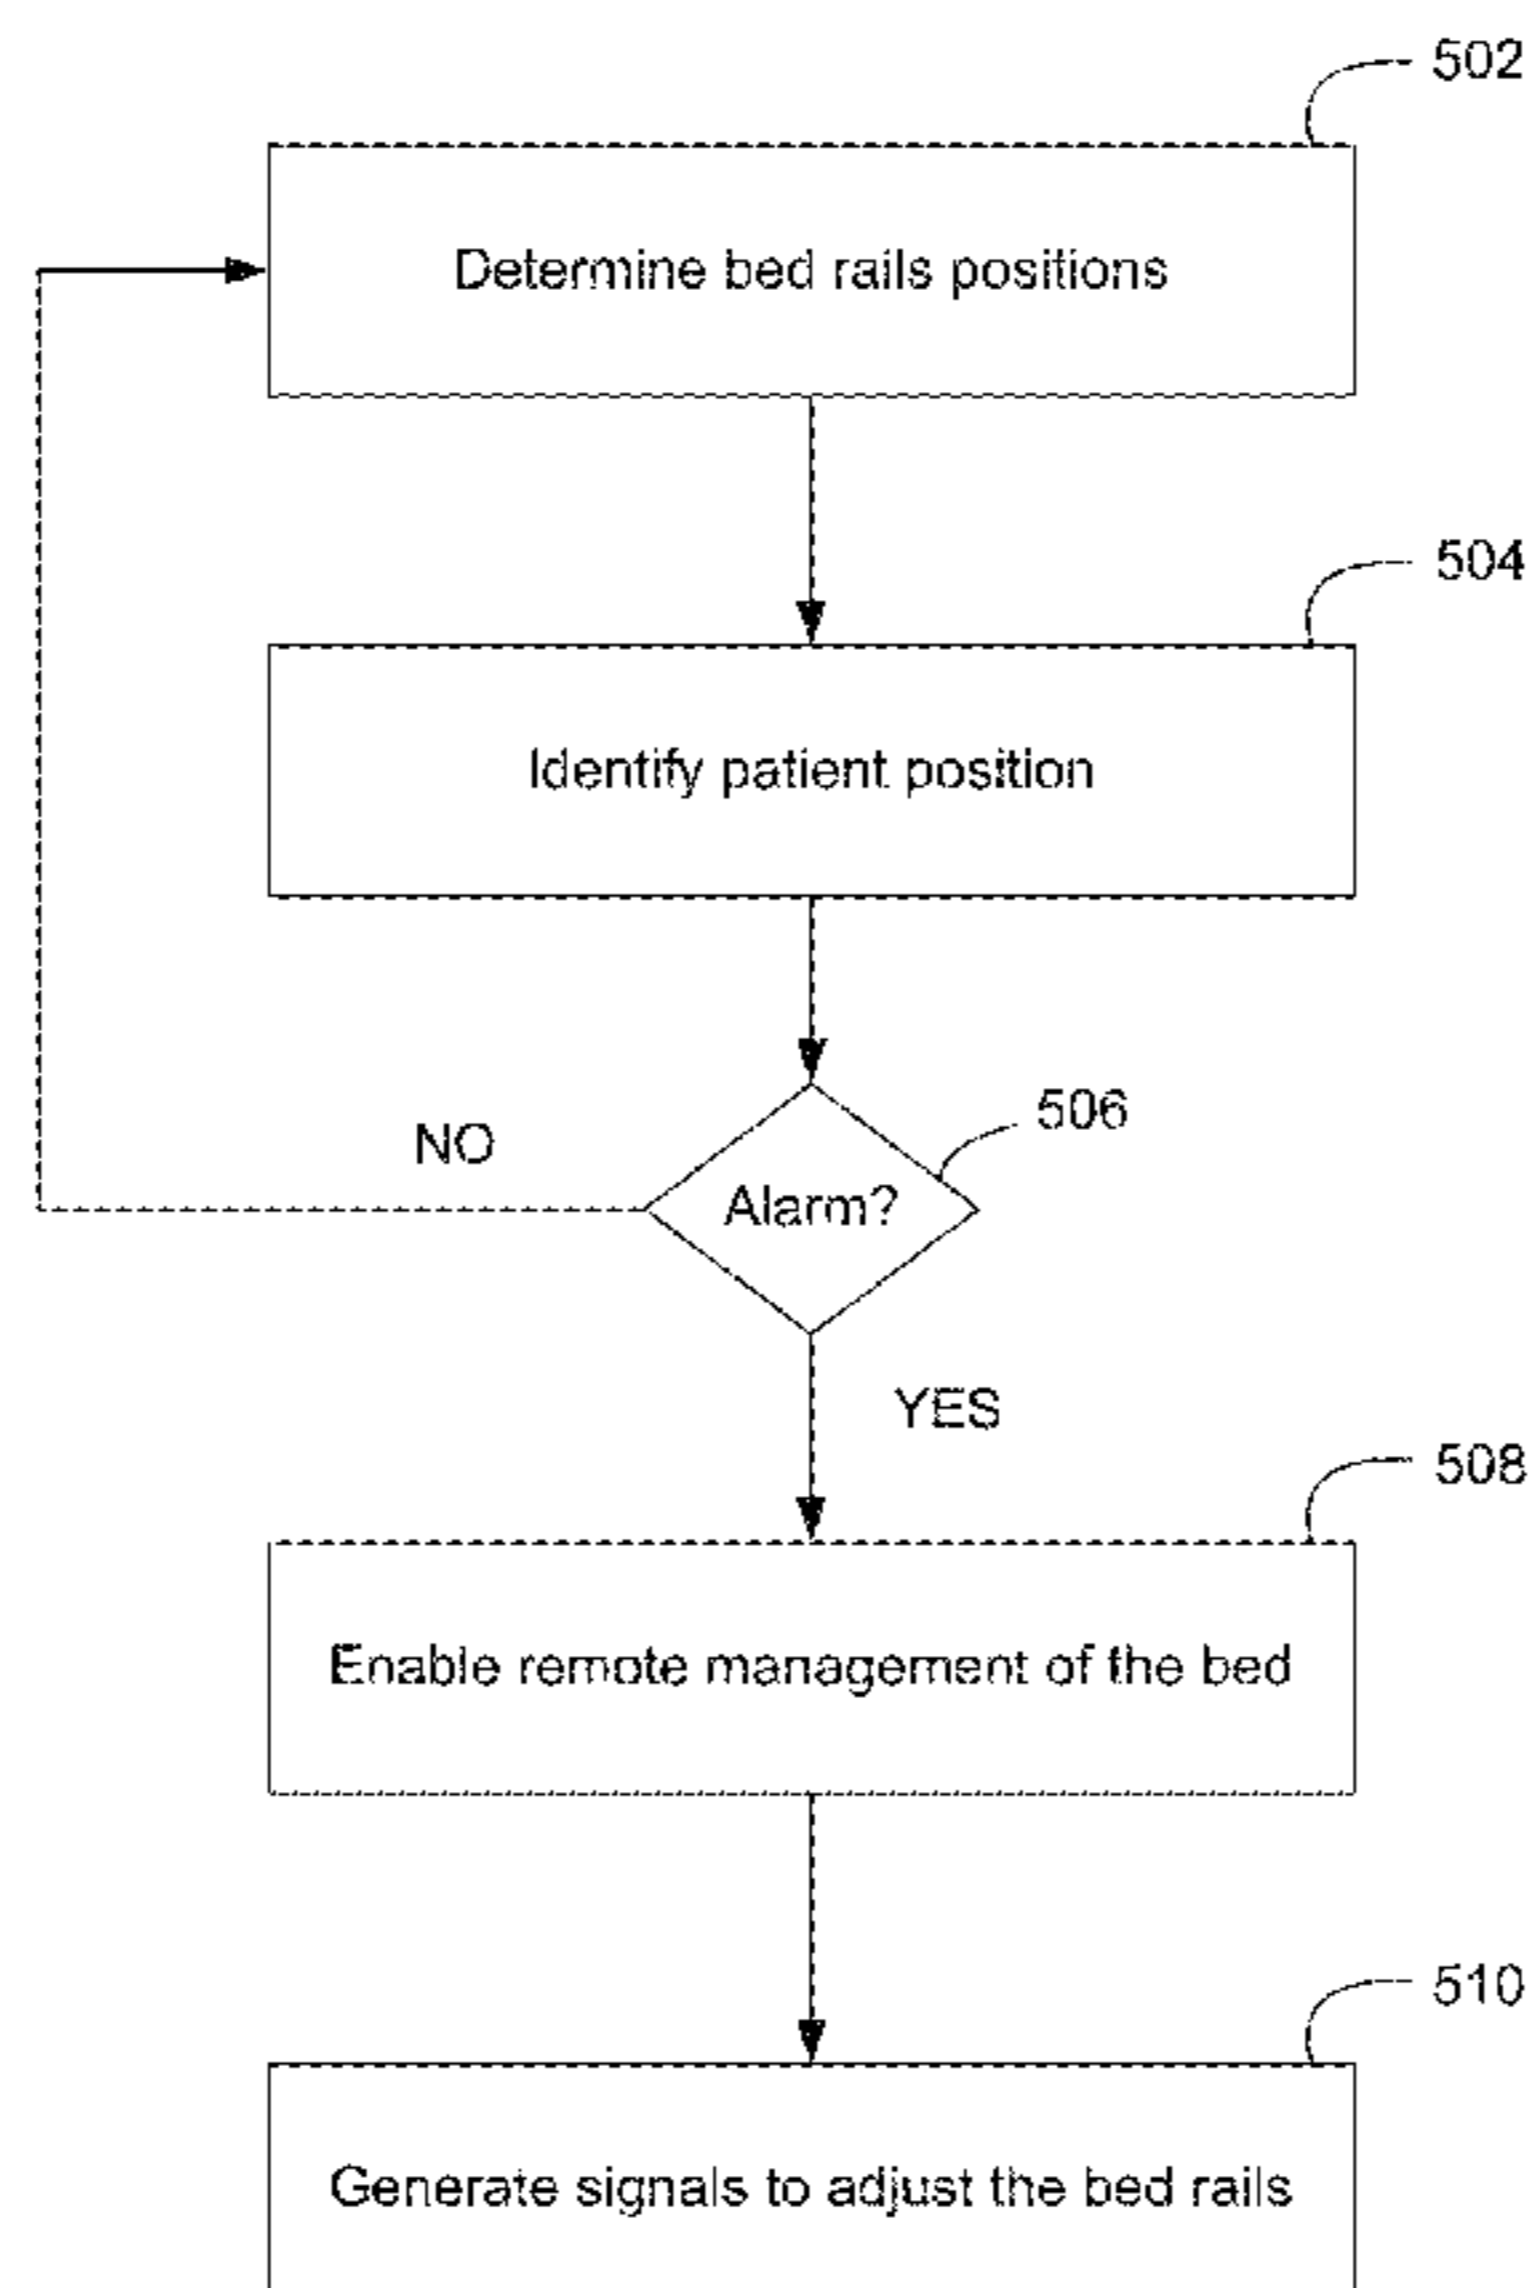 502
Determine bed rails positions
504
Identify patient position
506
NO
Alarm?
YES
508
Enable remote management of the bed
510
Generate signals to adjust the bed rails